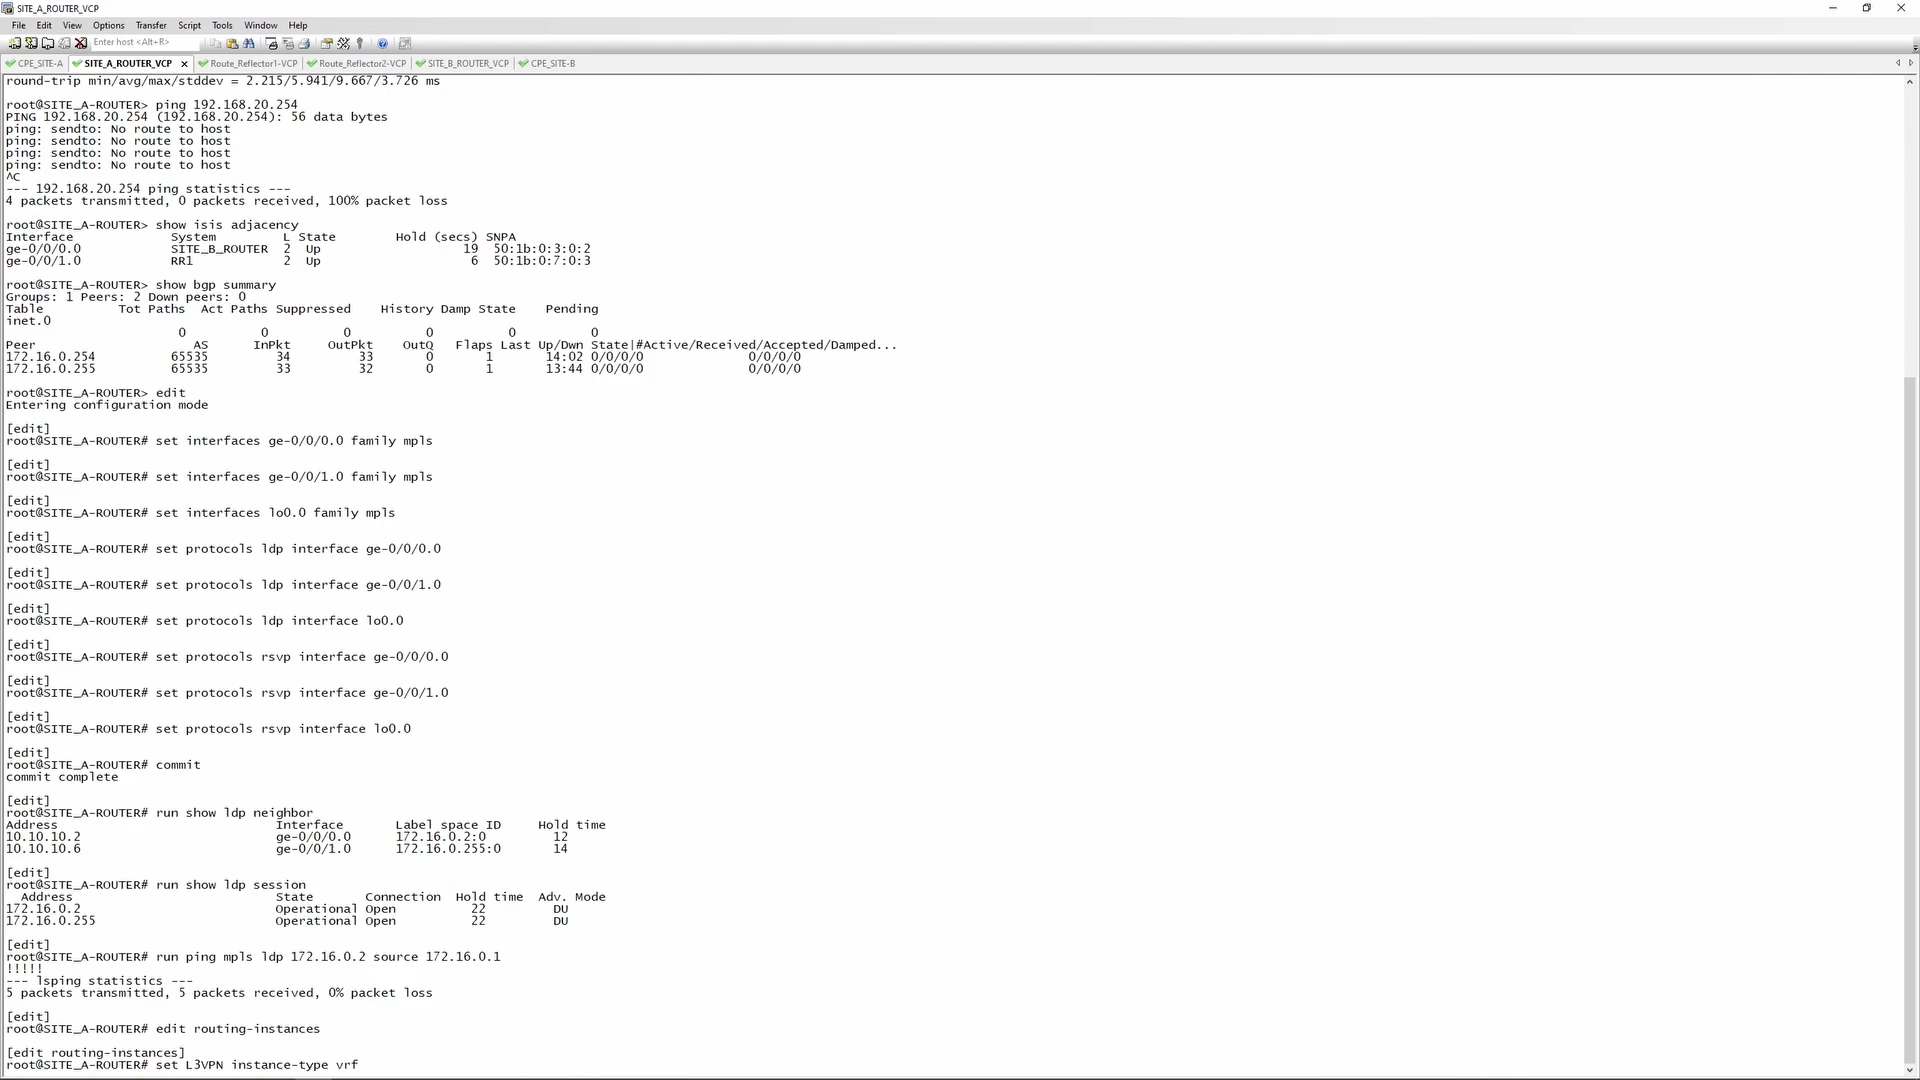 SITE_A_ROUTER_VCP
File Edit View Options Transfer Script Tools Window Help
Enter host <Alt+R>
CPE_SITE-A SITE_A_ROUTER_VCP Route_Reflector1-VCP Route_Reflector2-VCP SITE_B_ROUTER_VCP CPE_SITE-B
round-trip min/avg/max/stddev = 2.215/5.941/9.667/3.726 ms
root@SITE_A-ROUTER> ping 192.168.20.254
PING 192.168.20.254 (192.168.20.254): 56 data bytes
ping: sendto: No route to host
ping: sendto: No route to host
ping: sendto: No route to host
ping: sendto: No route to host
^C
--- 192.168.20.254 ping statistics ---
4 packets transmitted, 0 packets received, 100% packet loss
root@SITE_A-ROUTER> show isis adjacency
Interface System L State Hold (secs) SNPA
ge-0/0/0.0 SITE_B_ROUTER 2 Up 19 50:1b:0:3:0:2
ge-0/0/1.0 RR1 2 Up 6 50:1b:0:7:0:3
root@SITE_A-ROUTER> show bgp summary
Groups: 1 Peers: 2 Down peers: 0
Table Tot Paths Act Paths Suppressed History Damp State Pending
inet.0
0 0 0 0 0 0
Peer AS InPkt OutPkt OutQ Flaps Last Up/Dwn State|#Active/Received/Accepted/Damped...
172.16.0.254 65535 34 33 0 1 14:02 0/0/0/0 0/0/0/0
172.16.0.255 65535 33 32 0 1 13:44 0/0/0/0 0/0/0/0
root@SITE_A-ROUTER> edit
Entering configuration mode
[edit]
root@SITE_A-ROUTER# set interfaces ge-0/0/0.0 family mpls
[edit]
root@SITE_A-ROUTER# set interfaces ge-0/0/1.0 family mpls
[edit]
root@SITE_A-ROUTER# set interfaces lo0.0 family mpls
[edit]
root@SITE_A-ROUTER# set protocols ldp interface ge-0/0/0.0
[edit]
root@SITE_A-ROUTER# set protocols ldp interface ge-0/0/1.0
[edit]
root@SITE_A-ROUTER# set protocols ldp interface lo0.0
[edit]
root@SITE_A-ROUTER# set protocols rsvp interface ge-0/0/0.0
[edit]
root@SITE_A-ROUTER# set protocols rsvp interface ge-0/0/1.0
[edit]
root@SITE_A-ROUTER# set protocols rsvp interface lo0.0
[edit]
root@SITE_A-ROUTER# commit
commit complete
[edit]
root@SITE_A-ROUTER# run show ldp neighbor
Address Interface Label space ID Hold time
10.10.10.2 ge-0/0/0.0 172.16.0.2:0 12
10.10.10.6 ge-0/0/1.0 172.16.0.255:0 14
[edit]
root@SITE_A-ROUTER# run show ldp session
Address State Connection Hold time Adv. Mode
172.16.0.2 Operational Open 22 DU
172.16.0.255 Operational Open 22 DU
[edit]
root@SITE_A-ROUTER# run ping mpls ldp 172.16.0.2 source 172.16.0.1
!!!!!
--- lsping statistics ---
5 packets transmitted, 5 packets received, 0% packet loss
[edit]
root@SITE_A-ROUTER# edit routing-instances
[edit routing-instances]
root@SITE_A-ROUTER# set L3VPN instance-type vrf